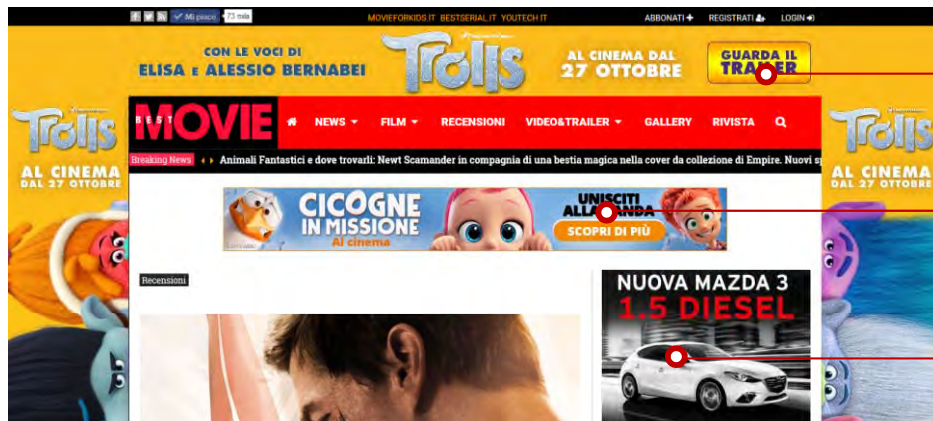 Mi piace 73 mila
MOVIEFORKIDS.IT BESTSERIAL.IT YOUTECH.IT
ABBONATI REGISTRATI LOGIN
CON LE VOCI DI
ELISA E ALESSIO BERNABEI
Trolls
AL CINEMA DAL
27 OTTOBRE
GUARDA IL
TRAILER
Trolls
AL CINEMA
DAL 27 OTTOBRE
BEST
MOVIE
NEWS FILM RECENSIONI VIDEO&TRAILER GALLERY RIVISTA
Breaking News Animali Fantastici e dove trovarli: Newt Scamander in compagnia di una bestia magica nella cover da collezione di Empire. Nuovi
Trolls
AL CINEMA
DAL 27 OTTOBRE
CICOGNE
IN MISSIONE
Al cinema
UNISCITI
ALLA BANDA
SCOPRI DI PIÙ
Recensioni
NUOVA MAZDA 3
1.5 DIESEL